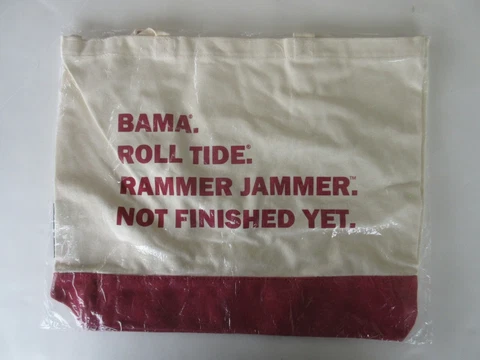 BAMA®.
ROLL TIDE®.
RAMMER JAMMER™.
NOT FINISHED YET.